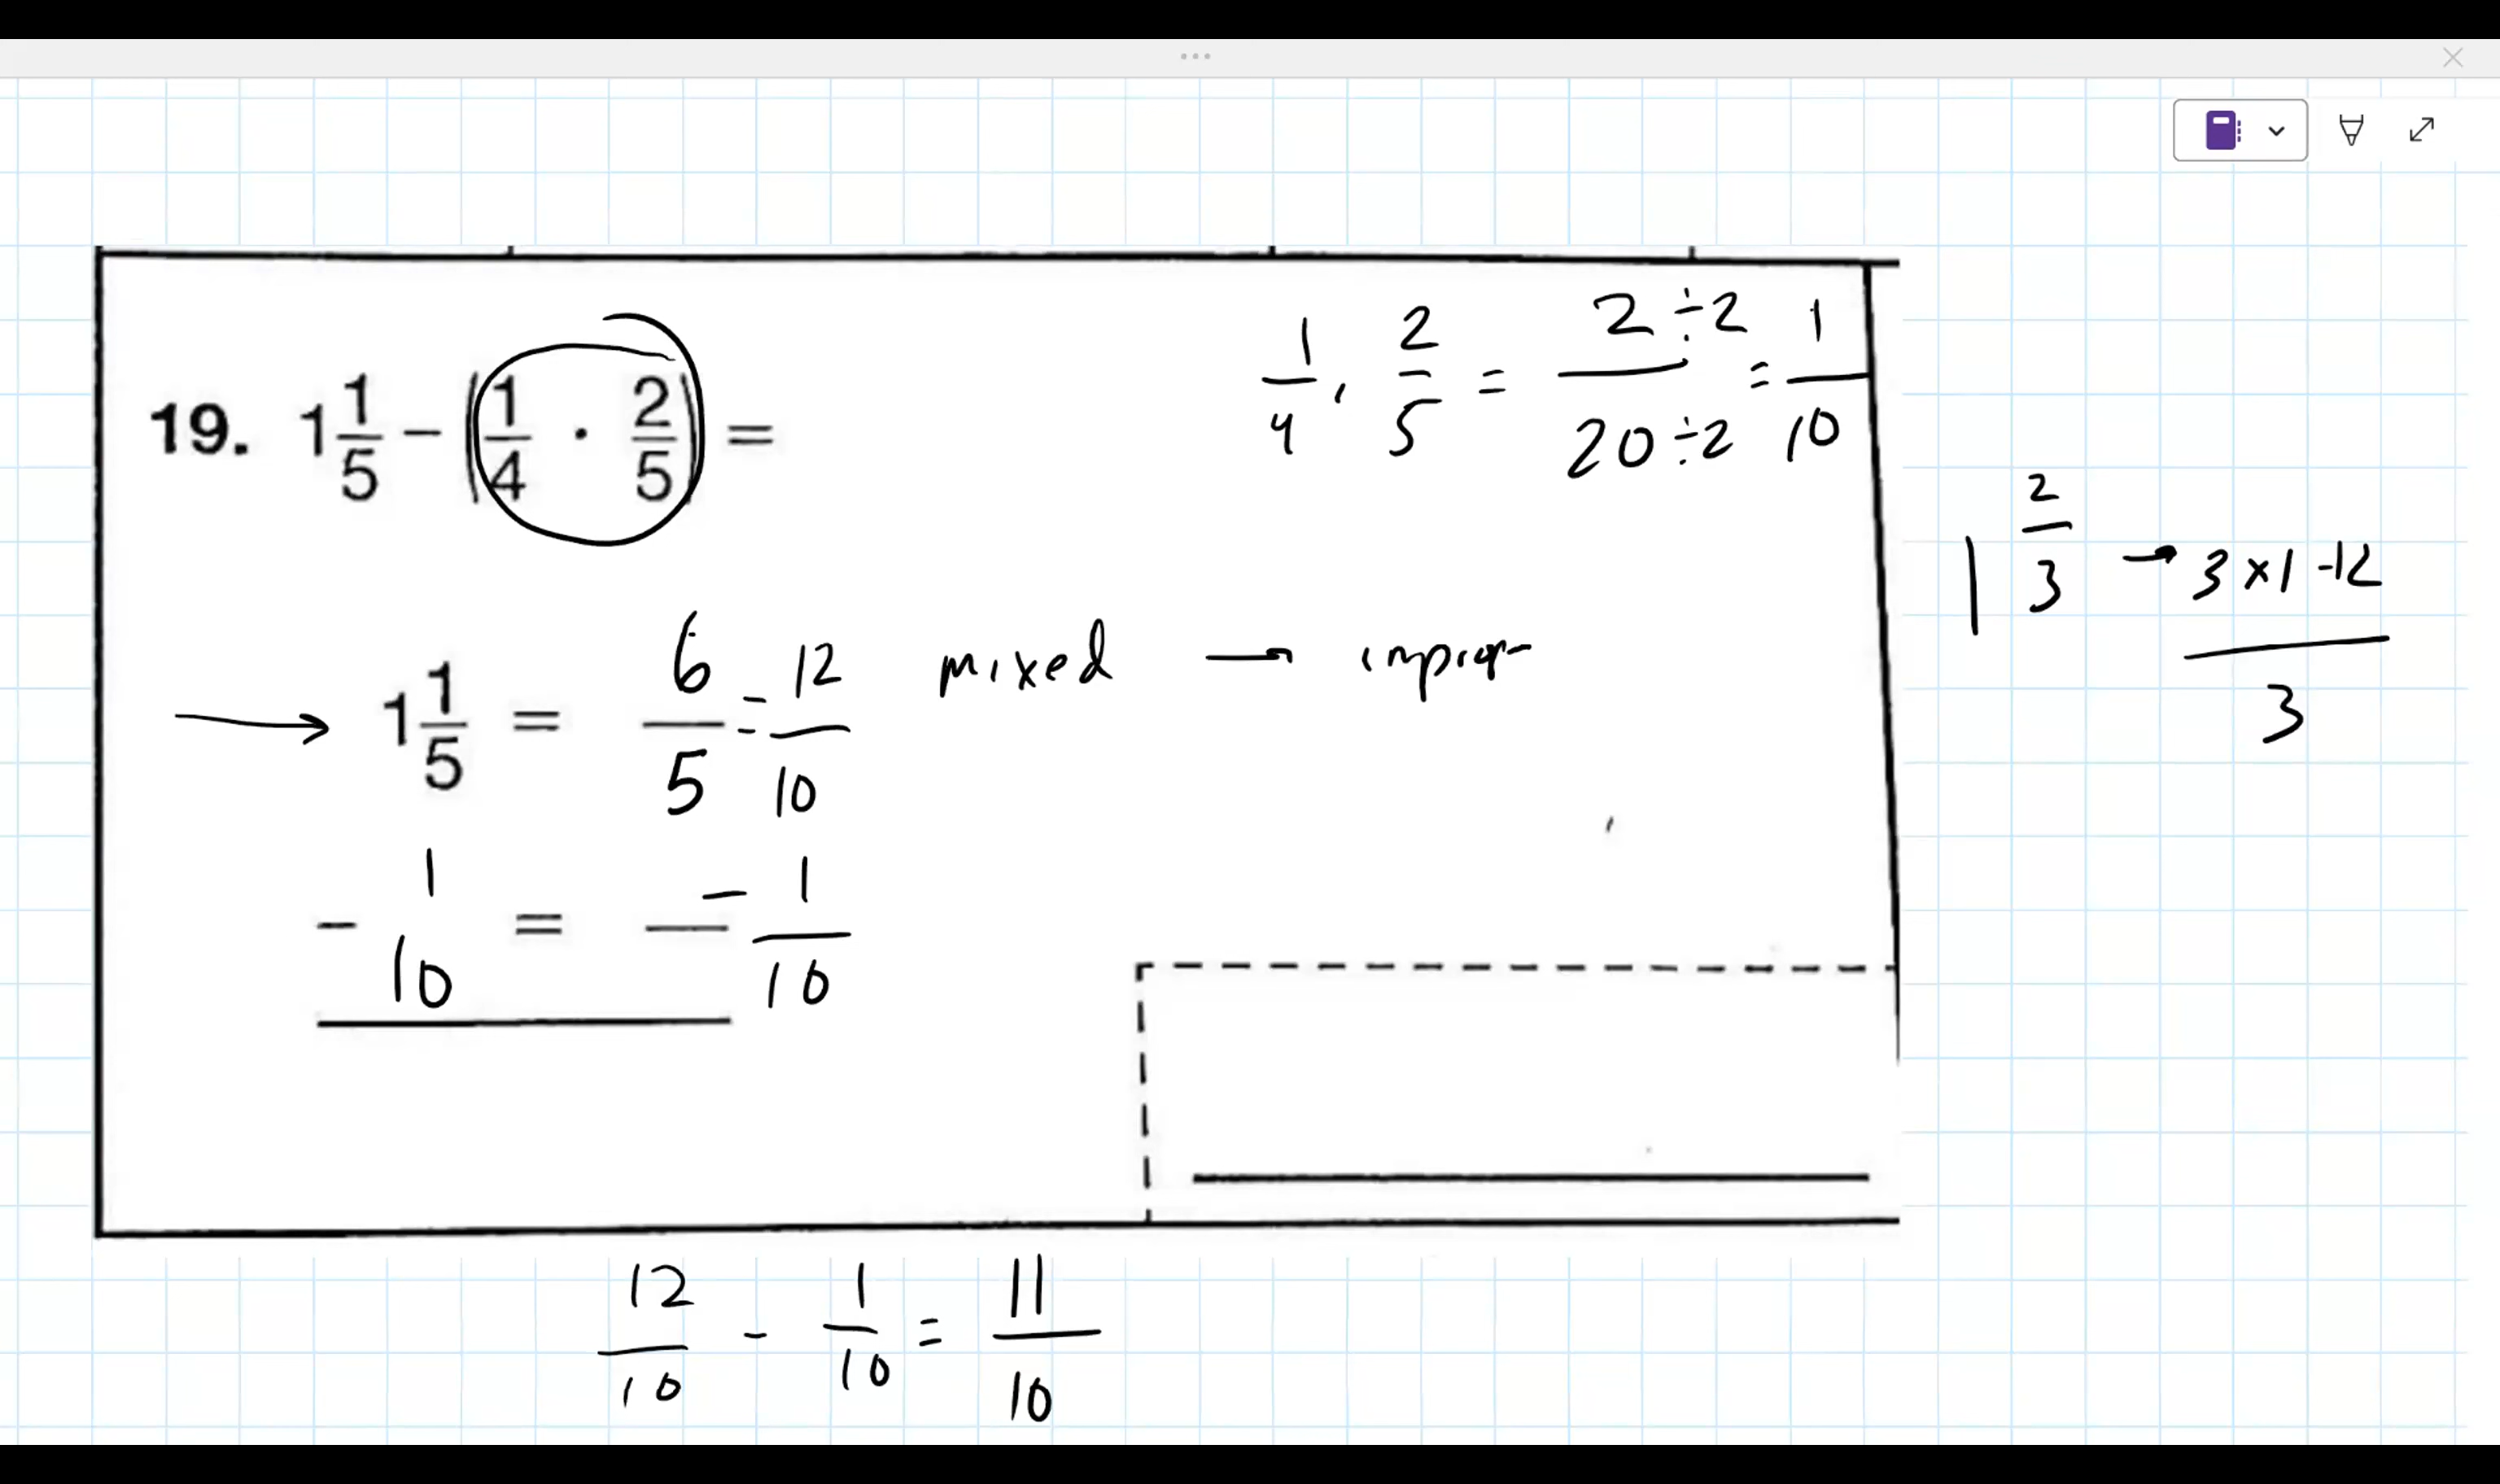 19. 1 1/5 - (1/4 · 2/5) =
1/4 · 2/5 = 2 ÷2 / 20 ÷2 = 1/10
1 2/3 → 3 x 1 + 2 / 3
1 1/5 = 6/5 = 12/10 mixed →
- 1/10 = - 1/10
12/10 - 1/10 = 11/10